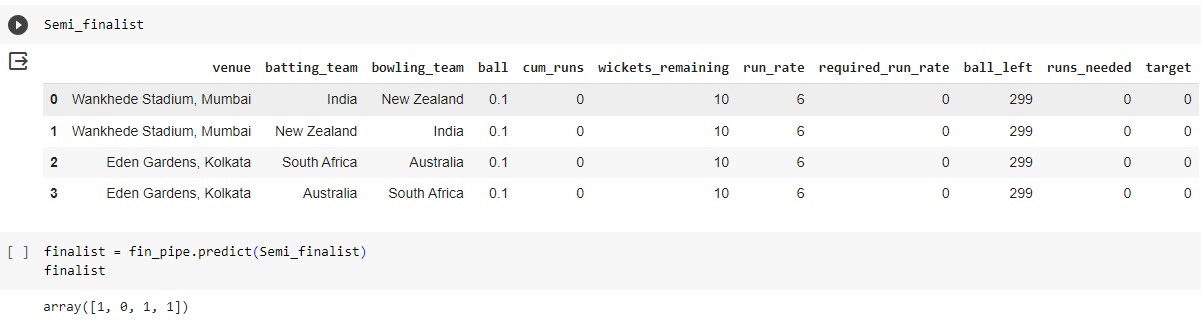 Semi_finalist
venue batting_team bowling_team ball cum_runs wickets_remaining run_rate required_run_rate ball_left runs_needed target
0 Wankhede Stadium, Mumbai India New Zealand 0.1 0 10 6 0 299 0 0
1 Wankhede Stadium, Mumbai New Zealand India 0.1 0 10 6 0 299 0 0
2 Eden Gardens, Kolkata South Africa Australia 0.1 0 10 6 0 299 0 0
3 Eden Gardens, Kolkata Australia South Africa 0.1 0 10 6 0 299 0 0
[ ] finalist = fin_pipe.predict(Semi_finalist)
finalist
array([1, 0, 1, 1])